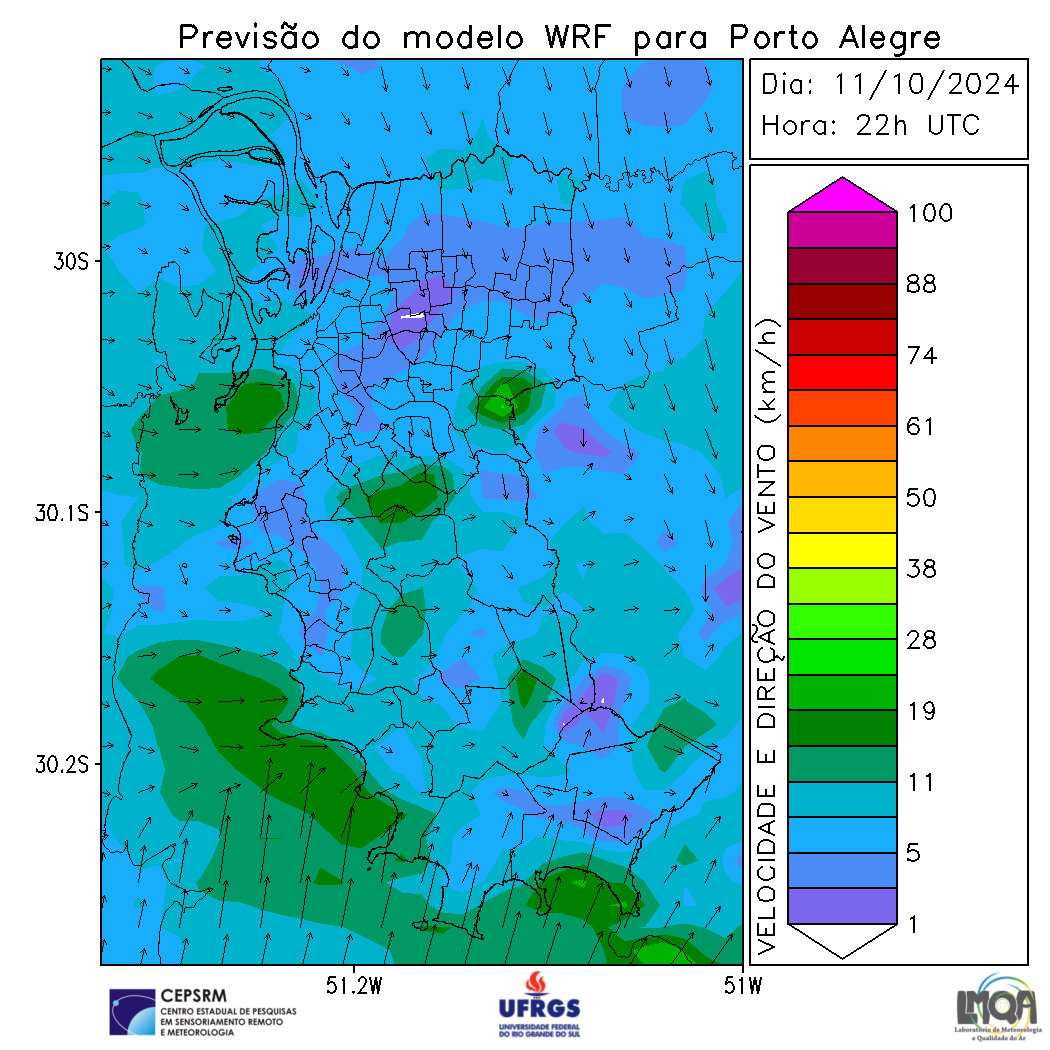 Previsão do modelo WRF para Porto Alegre
Dia: 11/10/2024
Hora: 22h UTC
30S
30.1S
30.2S
51.2W
51W
VELOCIDADE E DIREÇÃO DO VENTO (km/h)
100
88
74
61
50
38
28
19
11
5
1
CEPSRM
CENTRO ESTADUAL DE PESQUISAS
EM SENSORIAMENTO REMOTO
E METEOROLOGIA
UFRGS
UNIVERSIDADE FEDERAL
DO RIO GRANDE DO SUL
LMQA
Laboratório de Meteorologia
e Qualidade do Ar